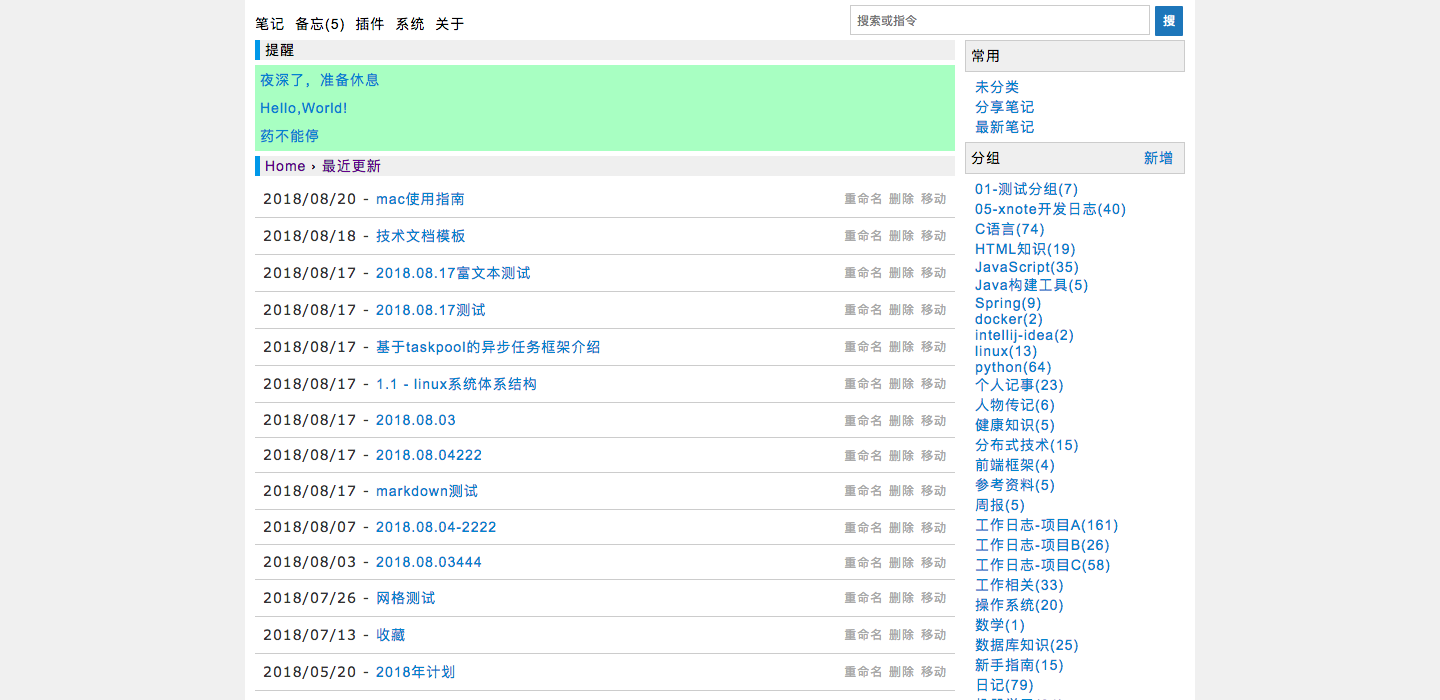 笔记 备忘(5) 插件 系统 关于
搜索或指令 搜
提醒
夜深了，准备休息
Hello,World!
药不能停
Home › 最近更新
2018/08/20 - mac使用指南 重命名 删除 移动
2018/08/18 - 技术文档模板 重命名 删除 移动
2018/08/17 - 2018.08.17富文本测试 重命名 删除 移动
2018/08/17 - 2018.08.17测试 重命名 删除 移动
2018/08/17 - 基于taskpool的异步任务框架介绍 重命名 删除 移动
2018/08/17 - 1.1 - linux系统体系结构 重命名 删除 移动
2018/08/17 - 2018.08.03 重命名 删除 移动
2018/08/17 - 2018.08.04222 重命名 删除 移动
2018/08/17 - markdown测试 重命名 删除 移动
2018/08/07 - 2018.08.04-2222 重命名 删除 移动
2018/08/03 - 2018.08.03444 重命名 删除 移动
2018/07/26 - 网格测试 重命名 删除 移动
2018/07/13 - 收藏 重命名 删除 移动
2018/05/20 - 2018年计划 重命名 删除 移动
常用
未分类
分享笔记
最新笔记
分组 新增
01-测试分组(7)
05-xnote开发日志(40)
C语言(74)
HTML知识(19)
JavaScript(35)
Java构建工具(5)
Spring(9)
docker(2)
intellij-idea(2)
linux(13)
python(64)
个人记事(23)
人物传记(6)
健康知识(5)
分布式技术(15)
前端框架(4)
参考资料(5)
周报(5)
工作日志-项目A(161)
工作日志-项目B(26)
工作日志-项目C(58)
工作相关(33)
操作系统(20)
数学(1)
数据库知识(25)
新手指南(15)
日记(79)